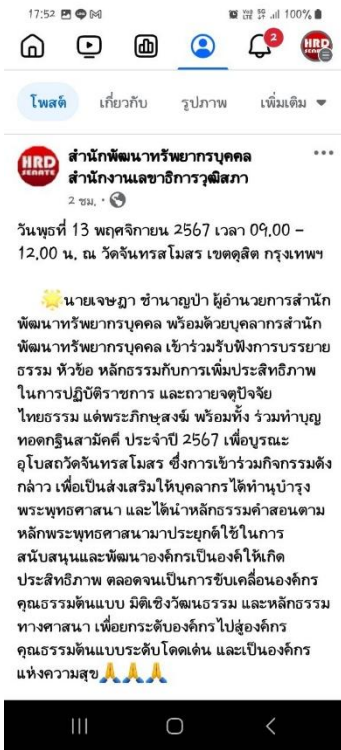 17:52 100%
2
HRD SENATE
โพสต์ เกี่ยวกับ รูปภาพ เพิ่มเติม
HRD SENATE สำนักพัฒนาทรัพยากรบุคคล
สำนักงานเลขาธิการวุฒิสภา
2 ชม.
วันพุธที่ 13 พฤศจิกายน 2567 เวลา 09.00 –
12.00 น. ณ วัดจันทรสโมสร เขตดุสิต กรุงเทพฯ
🌟นายเจษฎา ชำนาญป่า ผู้อำนวยการสำนัก
พัฒนาทรัพยากรบุคคล พร้อมด้วยบุคลากรสำนัก
พัฒนาทรัพยากรบุคคล เข้าร่วมรับฟังการบรรยาย
ธรรม หัวข้อ หลักธรรมกับการเพิ่มประสิทธิภาพ
ในการปฏิบัติราชการ และถวายจตุปัจจัย
ไทยธรรม แด่พระภิกษุสงฆ์ พร้อมทั้ง ร่วมทำบุญ
ทอดกฐินสามัคคี ประจำปี 2567 เพื่อบูรณะ
อุโบสถวัดจันทรสโมสร ซึ่งการเข้าร่วมกิจกรรมดัง
กล่าว เพื่อเป็นส่งเสริมให้บุคลากรได้ทำนุบำรุง
พระพุทธศาสนา และได้นำหลักธรรมคำสอนตาม
หลักพระพุทธศาสนามาประยุกต์ใช้ในการ
สนับสนุนและพัฒนาองค์กรเป็นองค์ให้เกิด
ประสิทธิภาพ ตลอดจนเป็นการขับเคลื่อนองค์กร
คุณธรรมต้นแบบ มิติเชิงวัฒนธรรม และหลักธรรม
ทางศาสนา เพื่อยกระดับองค์กรไปสู่องค์กร
คุณธรรมต้นแบบระดับโดดเด่น และเป็นองค์กร
แห่งความสุข🙏🙏🙏